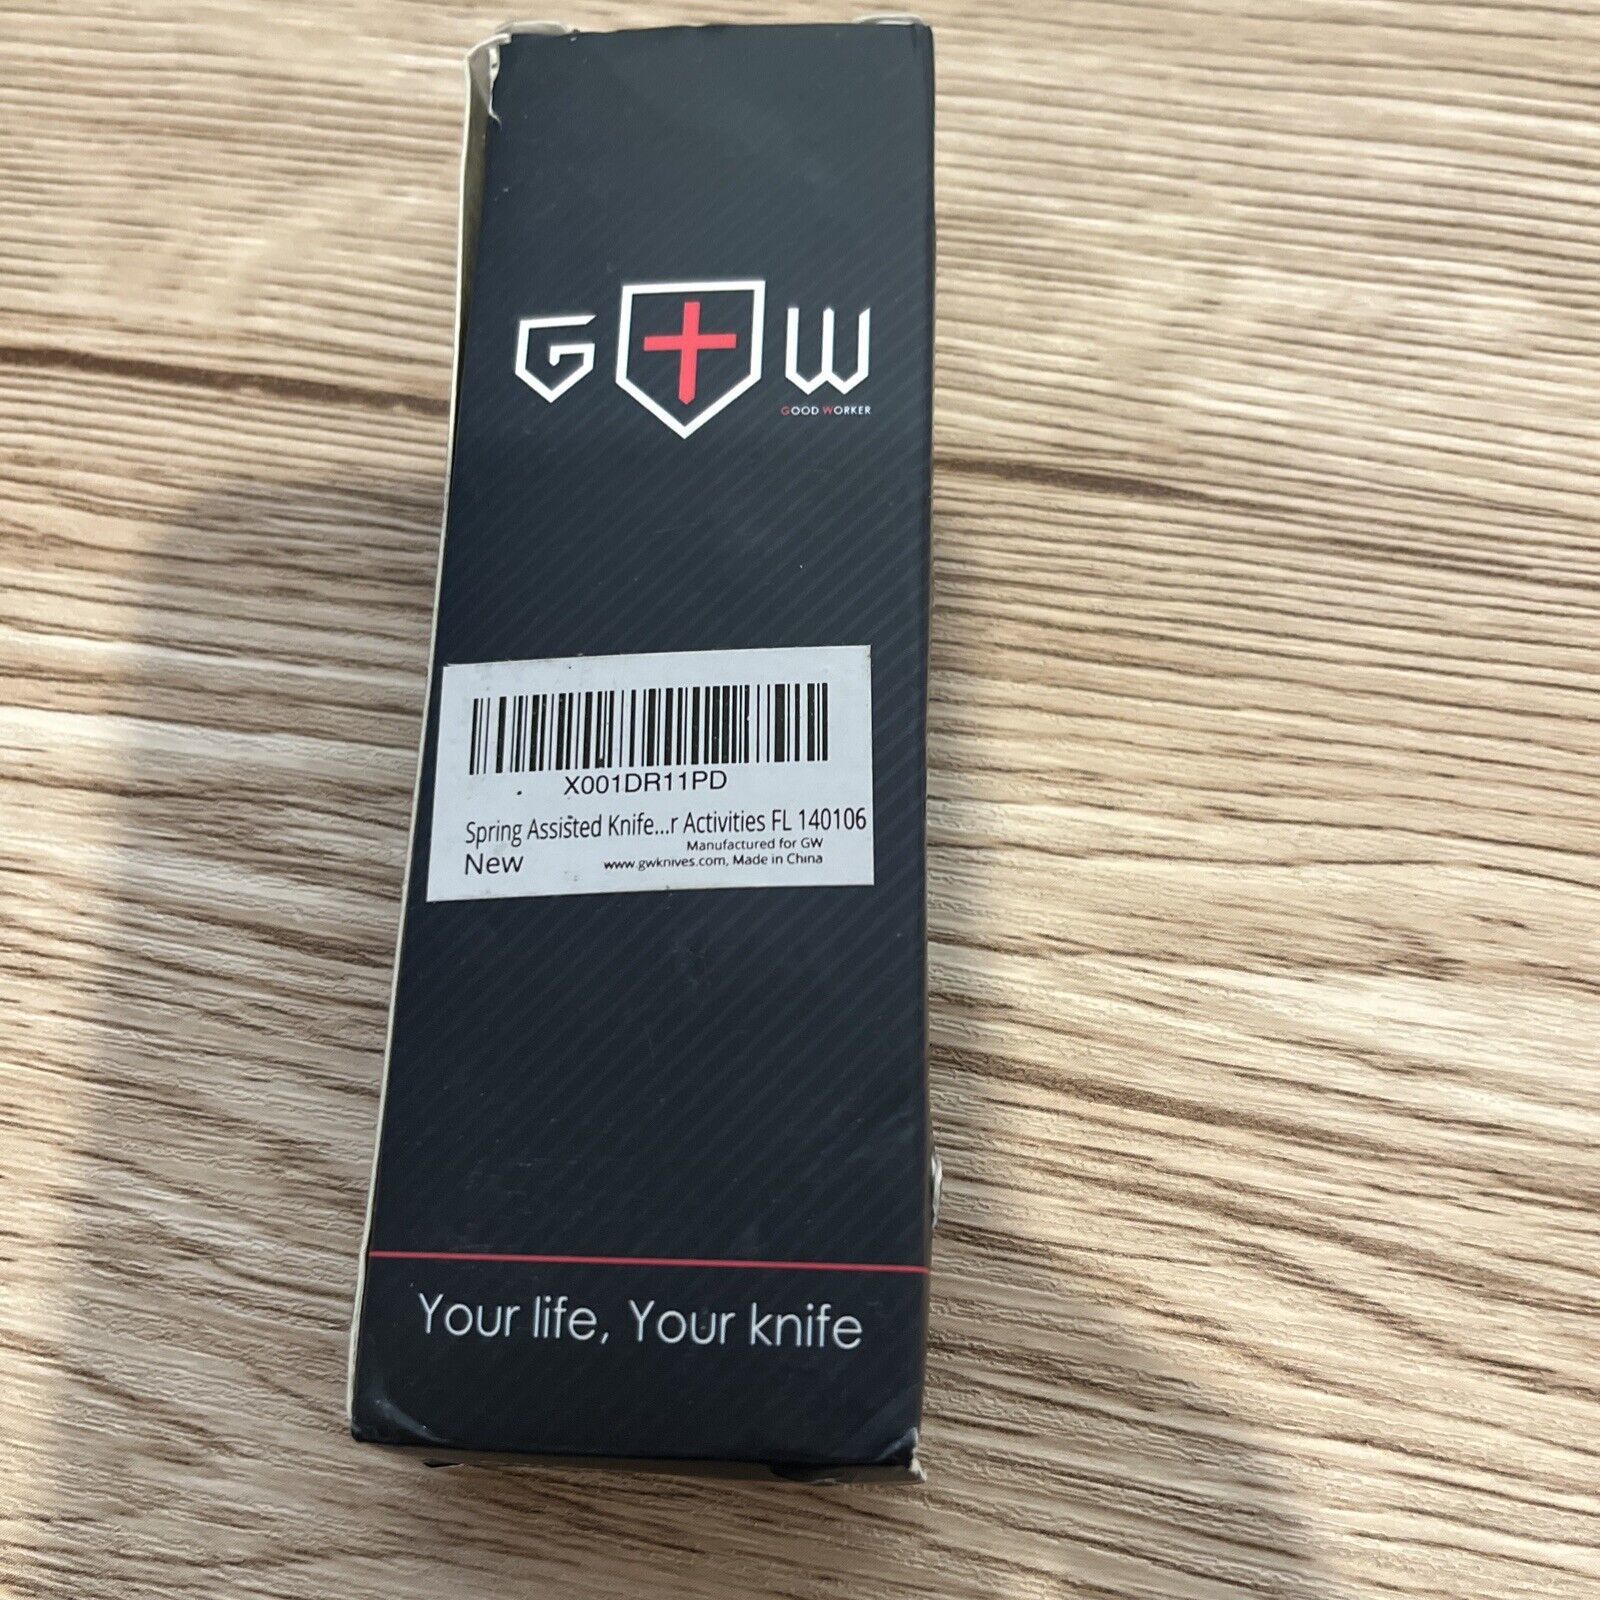 G W
GOOD WORKER
X001DR11PD
Spring Assisted Knife...r Activities FL 140106
New
Manufactured for GW
www.gwknives.com, Made in China
Your life, Your knife